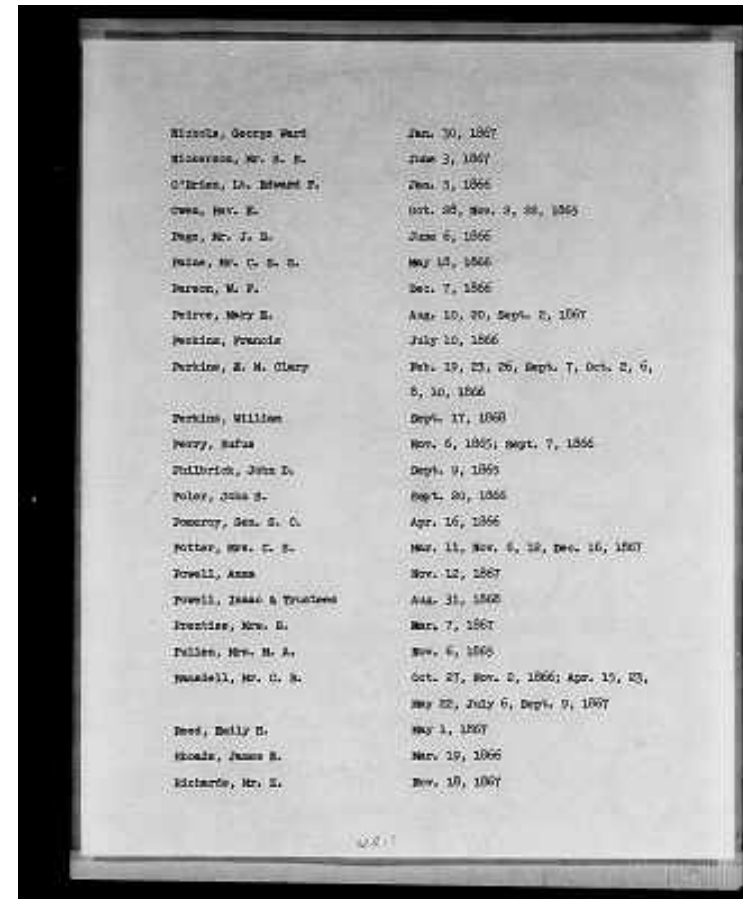 Nichols, George Ward Jan. 30, 1867
Nickerson, Mr. S. R. June 3, 1867
O'Brien, Lt. Edward F. Jan. 3, 1866
Owen, Rev. E. Oct. 28, Nov. 2, 22, 1865
Page, Mr. J. D. June 6, 1866
Paine, Mr. C. S. S. May 18, 1866
Parson, W. F. Dec. 7, 1866
Peirce, Mary E. Aug. 10, 20, Sept. 2, 1867
Perkins, Francis July 10, 1866
Perkins, E. M. Clary Feb. 19, 23, 26, Sept. 7, Oct. 2, 6,
8, 10, 1866
Perkins, William Sept. 17, 1868
Perry, Rufus Nov. 6, 1865; Sept. 7, 1866
Philbrick, John D. Sept. 9, 1865
Poler, John S. Sept. 20, 1866
Pomeroy, Sen. S. C. Apr. 16, 1866
Potter, Mrs. C. E. Mar. 11, Nov. 6, 12, Dec. 16, 1867
Powell, Anna Nov. 12, 1867
Powell, Isaac & Trustees Aug. 31, 1868
Prentiss, Mrs. E. Mar. 7, 1867
Pullen, Mrs. M. A. Nov. 6, 1865
Ransdell, Mr. C. R. Oct. 27, Nov. 2, 1866; Apr. 15, 23,
May 22, July 6, Sept. 9, 1867
Reed, Emily H. May 1, 1867
Rhoads, James E. Mar. 19, 1866
Richards, Mr. Z. Nov. 18, 1867